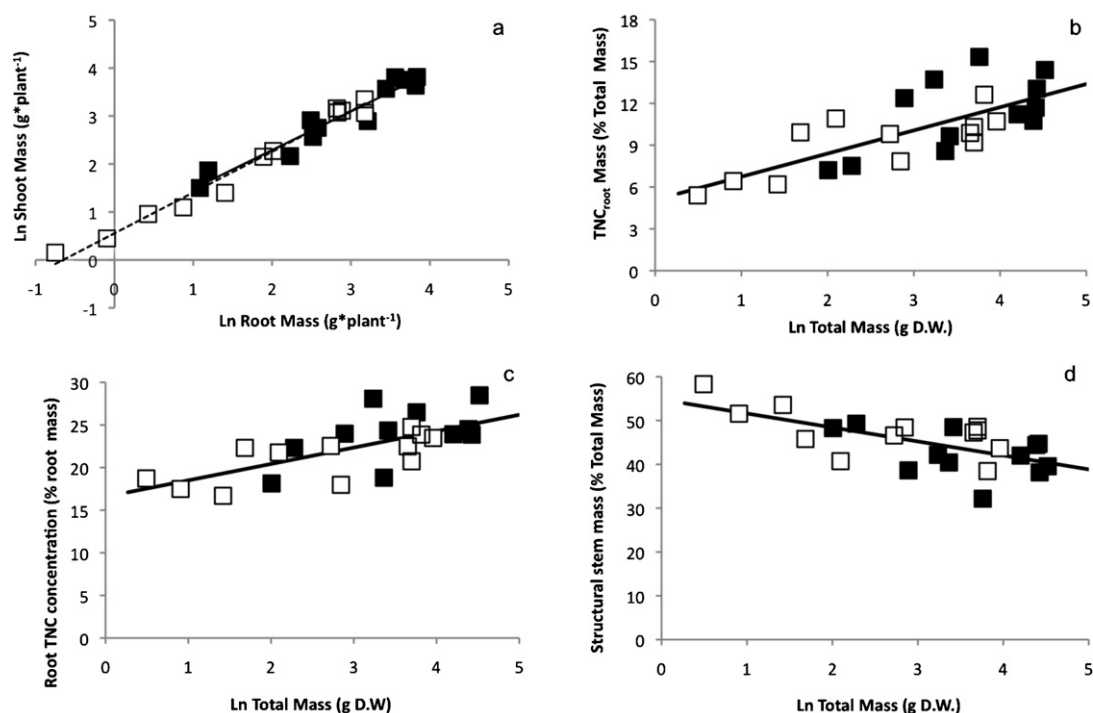 a
Ln Shoot Mass (g*plant⁻¹)
5
4
3
2
1
0
-1
-1 0 1 2 3 4 5
Ln Root Mass (g*plant⁻¹)
b
TNCroot Mass (% Total Mass)
18
15
12
9
6
3
0
0 1 2 3 4 5
Ln Total Mass (g D.W.)
c
Root TNC concentration (% root mass)
30
25
20
15
10
5
0
0 1 2 3 4 5
Ln Total Mass (g D.W)
d
Structural stem mass (% Total Mass)
60
50
40
30
20
10
0
0 1 2 3 4 5
Ln Total Mass (g D.W.)